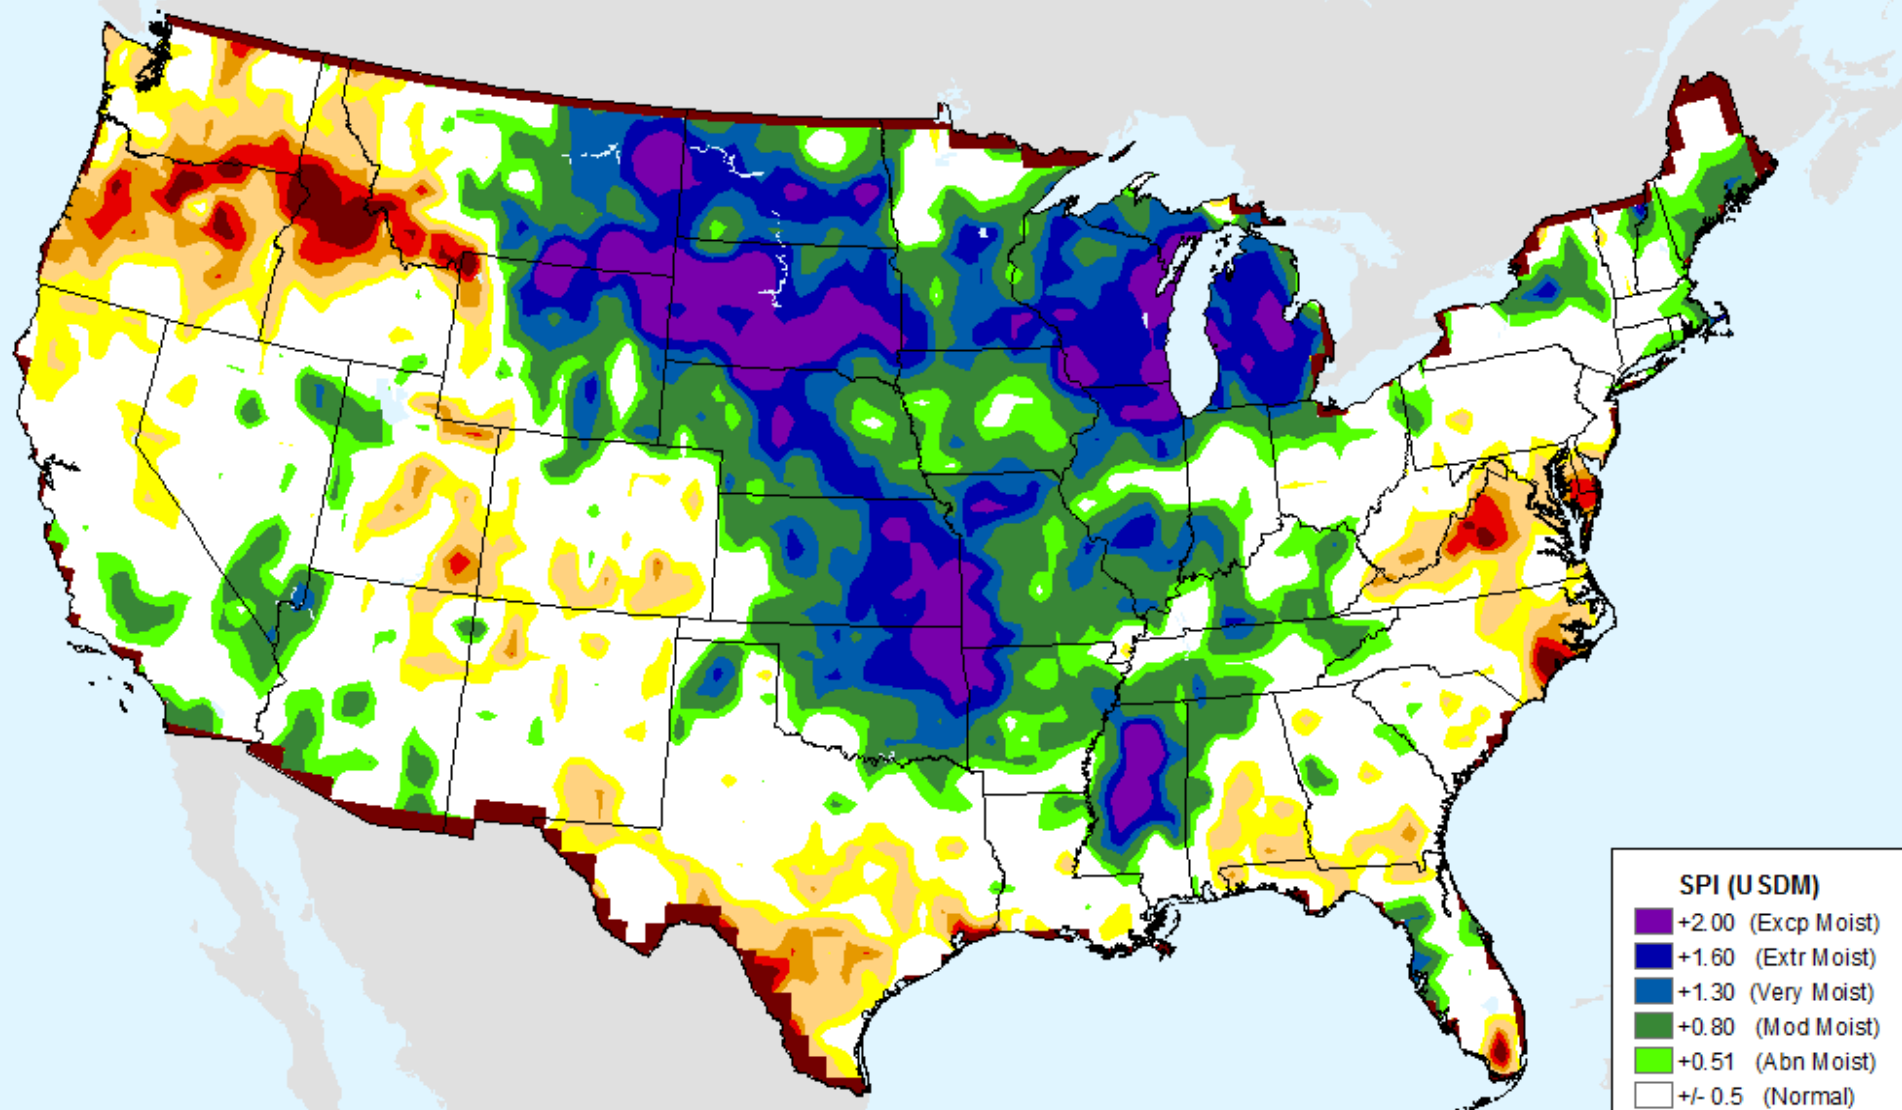 SPI (USDM)
+2.00 (Excp Moist)
+1.60 (Extr Moist)
+1.30 (Very Moist)
+0.80 (Mod Moist)
+0.51 (Abn Moist)
+/- 0.5 (Normal)